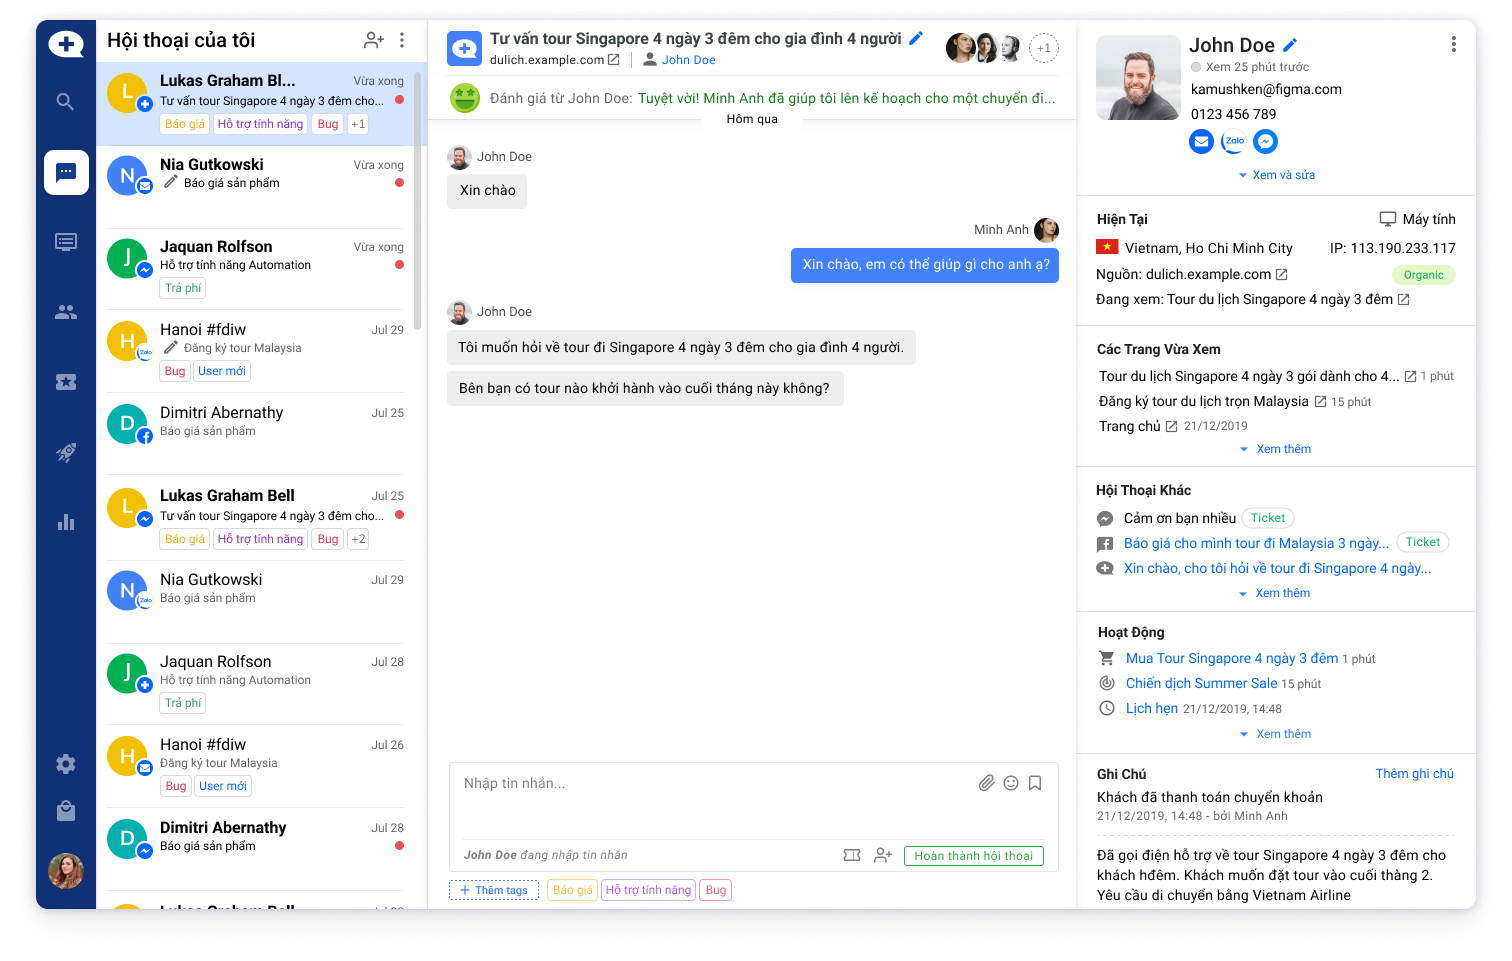 Hội thoại của tôi
Lukas Graham Bl...
Vừa xong
Tư vấn tour Singapore 4 ngày 3 đêm cho...
Báo giá
Hỗ trợ tính năng
Bug
+1
Nia Gutkowski
Vừa xong
Báo giá sản phẩm
Jaquan Rolfson
Vừa xong
Hỗ trợ tính năng Automation
Trả phí
Hanoi #fdiw
Jul 29
Đăng ký tour Malaysia
Bug
User mới
Dimitri Abernathy
Jul 25
Báo giá sản phẩm
Lukas Graham Bell
Jul 25
Tư vấn tour Singapore 4 ngày 3 đêm cho...
Báo giá
Hỗ trợ tính năng
Bug
+2
Nia Gutkowski
Jul 29
Báo giá sản phẩm
Jaquan Rolfson
Jul 28
Hỗ trợ tính năng Automation
Trả phí
Hanoi #fdiw
Jul 26
Đăng ký tour Malaysia
Bug
User mới
Dimitri Abernathy
Jul 28
Báo giá sản phẩm
L
N
J
H
Zalo
D
L
N
Zalo
J
H
D
Tư vấn tour Singapore 4 ngày 3 đêm cho gia đình 4 người
dulich.example.com
John Doe
+1
Đánh giá từ John Doe: Tuyệt vời! Minh Anh đã giúp tôi lên kế hoạch cho một chuyến đi...
Hôm qua
John Doe
Xin chào
Minh Anh
Xin chào, em có thể giúp gì cho anh ạ?
John Doe
Tôi muốn hỏi về tour đi Singapore 4 ngày 3 đêm cho gia đình 4 người.
Bên bạn có tour nào khởi hành vào cuối tháng này không?
Nhập tin nhắn...
John Doe đang nhập tin nhắn
Hoàn thành hội thoại
+ Thêm tags
Báo giá
Hỗ trợ tính năng
Bug
John Doe
Xem 25 phút trước
kamushken@figma.com
0123 456 789
Zalo
Xem và sửa
Hiện Tại
Máy tính
Vietnam, Ho Chi Minh City
IP: 113.190.233.117
Nguồn: dulich.example.com
Organic
Đang xem: Tour du lịch Singapore 4 ngày 3 đêm
Các Trang Vừa Xem
Tour du lịch Singapore 4 ngày 3 gói dành cho 4... 1 phút
Đăng ký tour du lịch trọn Malaysia 15 phút
Trang chủ 21/12/2019
Xem thêm
Hội Thoại Khác
Cảm ơn bạn nhiều Ticket
Báo giá cho mình tour đi Malaysia 3 ngày... Ticket
Xin chào, cho tôi hỏi về tour đi Singapore 4 ngày...
Xem thêm
Hoạt Động
Mua Tour Singapore 4 ngày 3 đêm 1 phút
Chiến dịch Summer Sale 15 phút
Lịch hẹn 21/12/2019, 14:48
Xem thêm
Ghi Chú
Thêm ghi chú
Khách đã thanh toán chuyển khoản
21/12/2019, 14:48 - bởi Minh Anh
Đã gọi điện hỗ trợ về tour Singapore 4 ngày 3 đêm cho
khách hđêm. Khách muốn đặt tour vào cuối thàng 2.
Yêu cầu di chuyển bằng Vietnam Airline